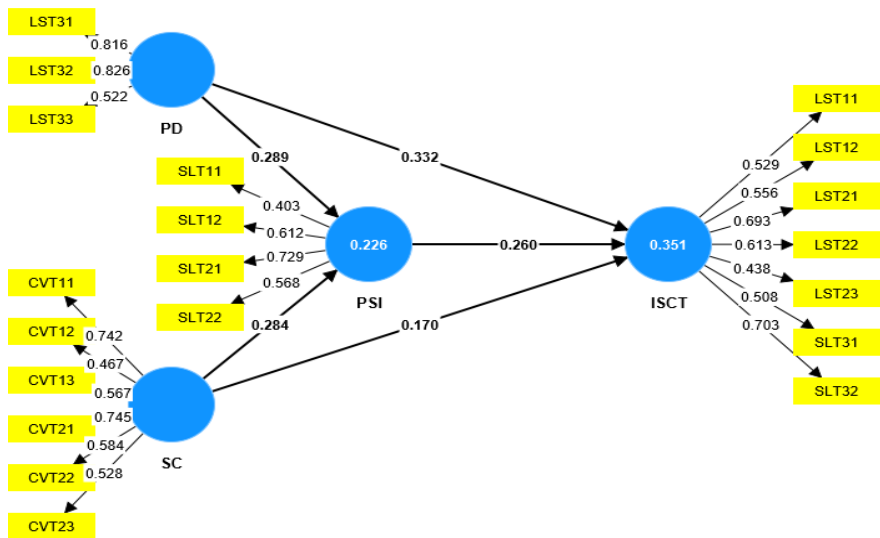 LST31
0.816
LST32
0.826
LST33
0.522
PD
0.289
0.332
SLT11
0.403
SLT12
0.612
SLT21
0.729
SLT22
0.568
0.226
PSI
0.260
0.284
0.170
CVT11
0.742
CVT12
0.467
CVT13
0.567
CVT21
0.745
CVT22
0.584
CVT23
0.528
SC
0.351
ISCT
LST11
0.529
LST12
0.556
LST21
0.693
LST22
0.613
LST23
0.438
SLT31
0.508
SLT32
0.703